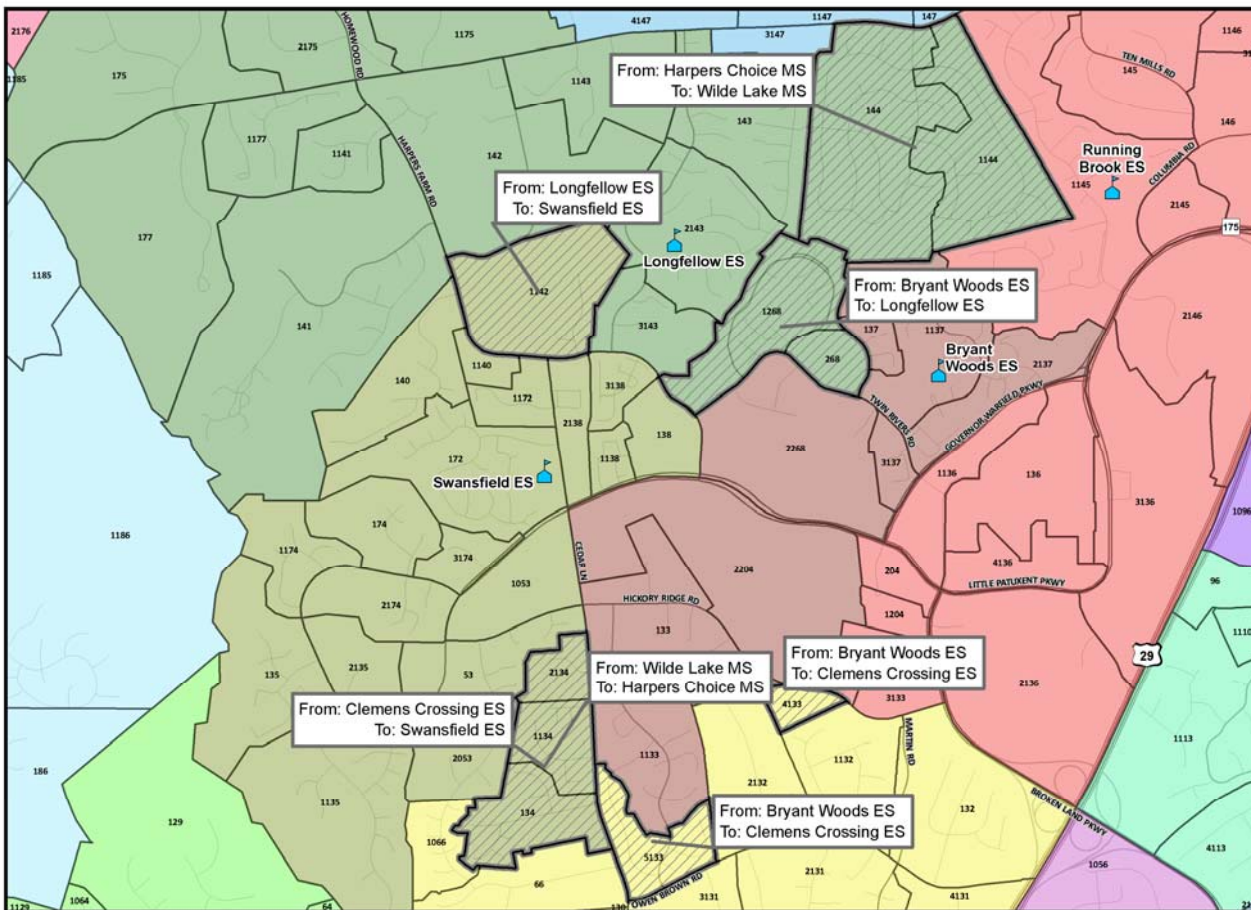 2176
2175
HOMEWOOD RD
1175
4147
1147
3147
147
1146
TEN MILLS RD
145
1185
175
1143
From: Harpers Choice MS
To: Wilde Lake MS
144
143
146
1177
1141
142
HARPERS FARM RD
1144
Running
Brook ES
1145
COLUMBIA RD
From: Longfellow ES
To: Swansfield ES
2145
175
177
2143
Longfellow ES
1185
1142
From: Bryant Woods ES
To: Longfellow ES
2146
141
3143
1268
137
1137
268
Bryant
Woods ES
2137
140
1140
1172
3138
2138
138
TWIN RIVERS RD
GOVERNOR WARFIELD PKWY
172
1138
2268
3137
1136
136
3136
Swansfield ES
1186
174
1174
3174
1096
CEDAR LN
2204
1053
204
4136
LITTLE PATUXENT PKWY
96
2174
HICKORY RIDGE RD
1204
1110
133
135
2135
53
2134
From: Wilde Lake MS
To: Harpers Choice MS
From: Bryant Woods ES
To: Clemens Crossing ES
29
2136
3133
4133
From: Clemens Crossing ES
To: Swansfield ES
1134
MARTIN RD
1113
186
2053
1133
1132
2132
132
129
1135
134
From: Bryant Woods ES
To: Clemens Crossing ES
BROKEN LAND PKWY
1066
5133
4113
1056
66
OWEN BROWN RD
2131
3131
4131
1129
1064
64
130